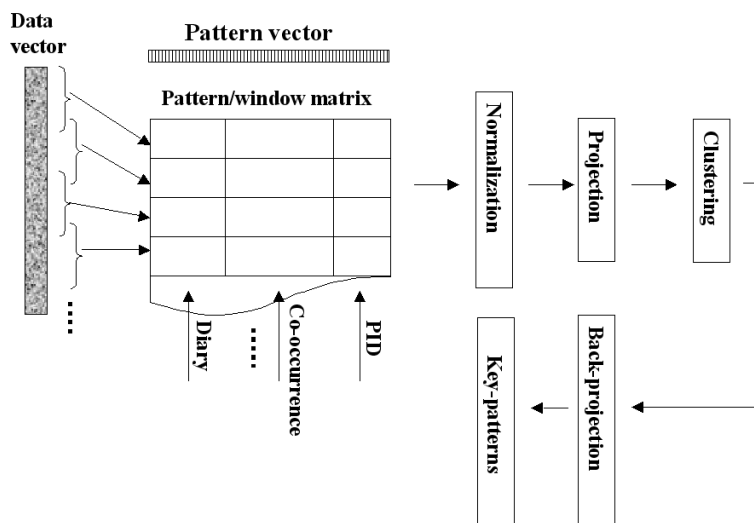 Data
vector
Pattern vector
Pattern/window matrix
Normalization
Projection
Clustering
Diary
.....
Co-occurrence
PID
Key-patterns
Back-projection
....